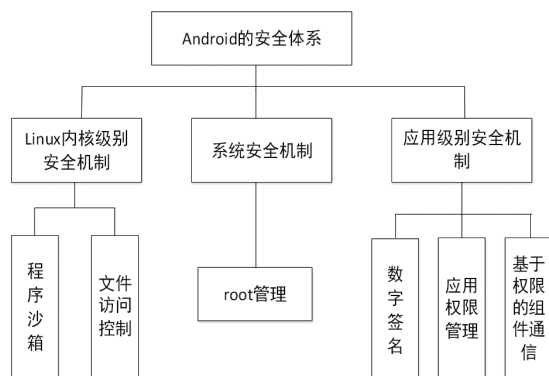 Android的安全体系
Linux内核级别
安全机制
系统安全机制
应用级别安全机
制
程
序
沙
箱
文件
访问
控制
root管理
数
字
签
名
应用
权限
管理
基于
权限
的组
件通
信